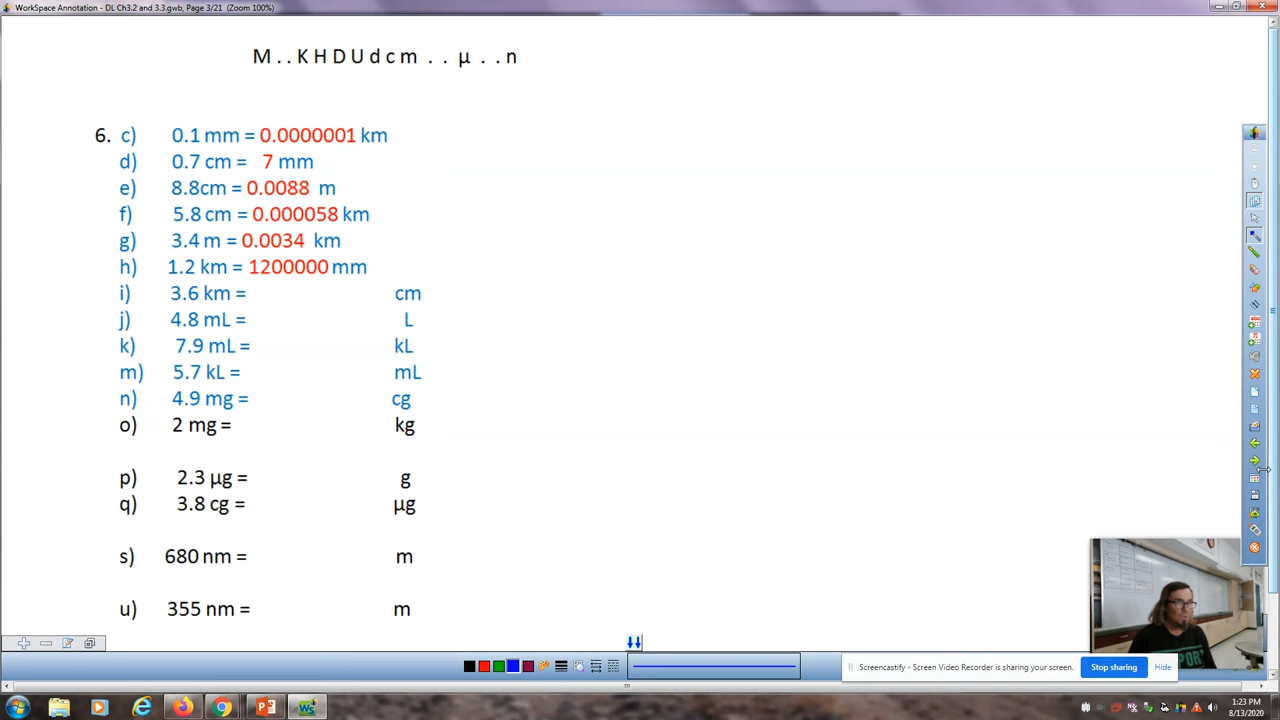 WorkSpace Annotation - DL Ch3.2 and 3.3.gwb, Page 3/21 (Zoom 100%)
M . . K H D U d c m . . µ . . n
6. c) 0.1 mm = 0.0000001 km
d) 0.7 cm = 7 mm
e) 8.8cm = 0.0088 m
f) 5.8 cm = 0.000058 km
g) 3.4 m = 0.0034 km
h) 1.2 km = 1200000 mm
i) 3.6 km = cm
j) 4.8 mL = L
k) 7.9 mL = kL
m) 5.7 kL = mL
n) 4.9 mg = cg
o) 2 mg = kg
p) 2.3 µg = g
q) 3.8 cg = µg
s) 680 nm = m
u) 355 nm = m
Screencastify - Screen Video Recorder is sharing your screen. Stop sharing Hide
1:23 PM
8/13/2020